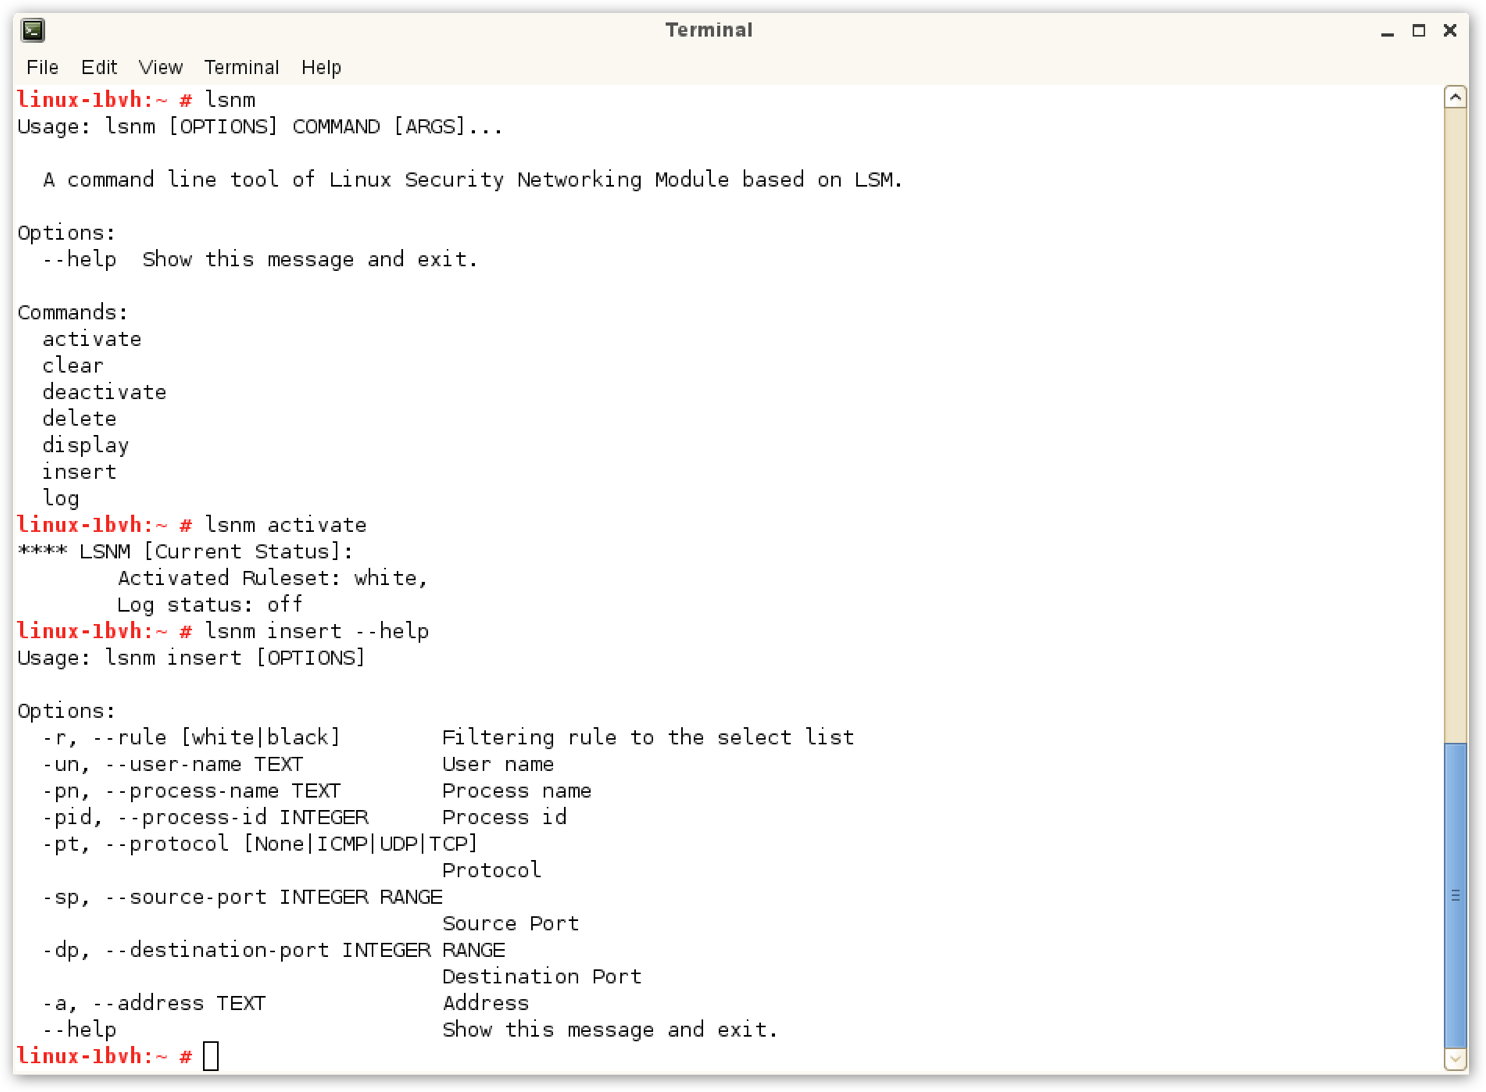 Terminal
File Edit View Terminal Help
linux-1bvh:~ # lsnm
Usage: lsnm [OPTIONS] COMMAND [ARGS]...
  A command line tool of Linux Security Networking Module based on LSM.
Options:
  --help  Show this message and exit.
Commands:
  activate
  clear
  deactivate
  delete
  display
  insert
  log
linux-1bvh:~ # lsnm activate
**** LSNM [Current Status]:
        Activated Ruleset: white,
        Log status: off
linux-1bvh:~ # lsnm insert --help
Usage: lsnm insert [OPTIONS]
Options:
  -r, --rule [white|black]        Filtering rule to the select list
  -un, --user-name TEXT           User name
  -pn, --process-name TEXT        Process name
  -pid, --process-id INTEGER      Process id
  -pt, --protocol [None|ICMP|UDP|TCP]
                                  Protocol
  -sp, --source-port INTEGER RANGE
                                  Source Port
  -dp, --destination-port INTEGER RANGE
                                  Destination Port
  -a, --address TEXT              Address
  --help                          Show this message and exit.
linux-1bvh:~ #